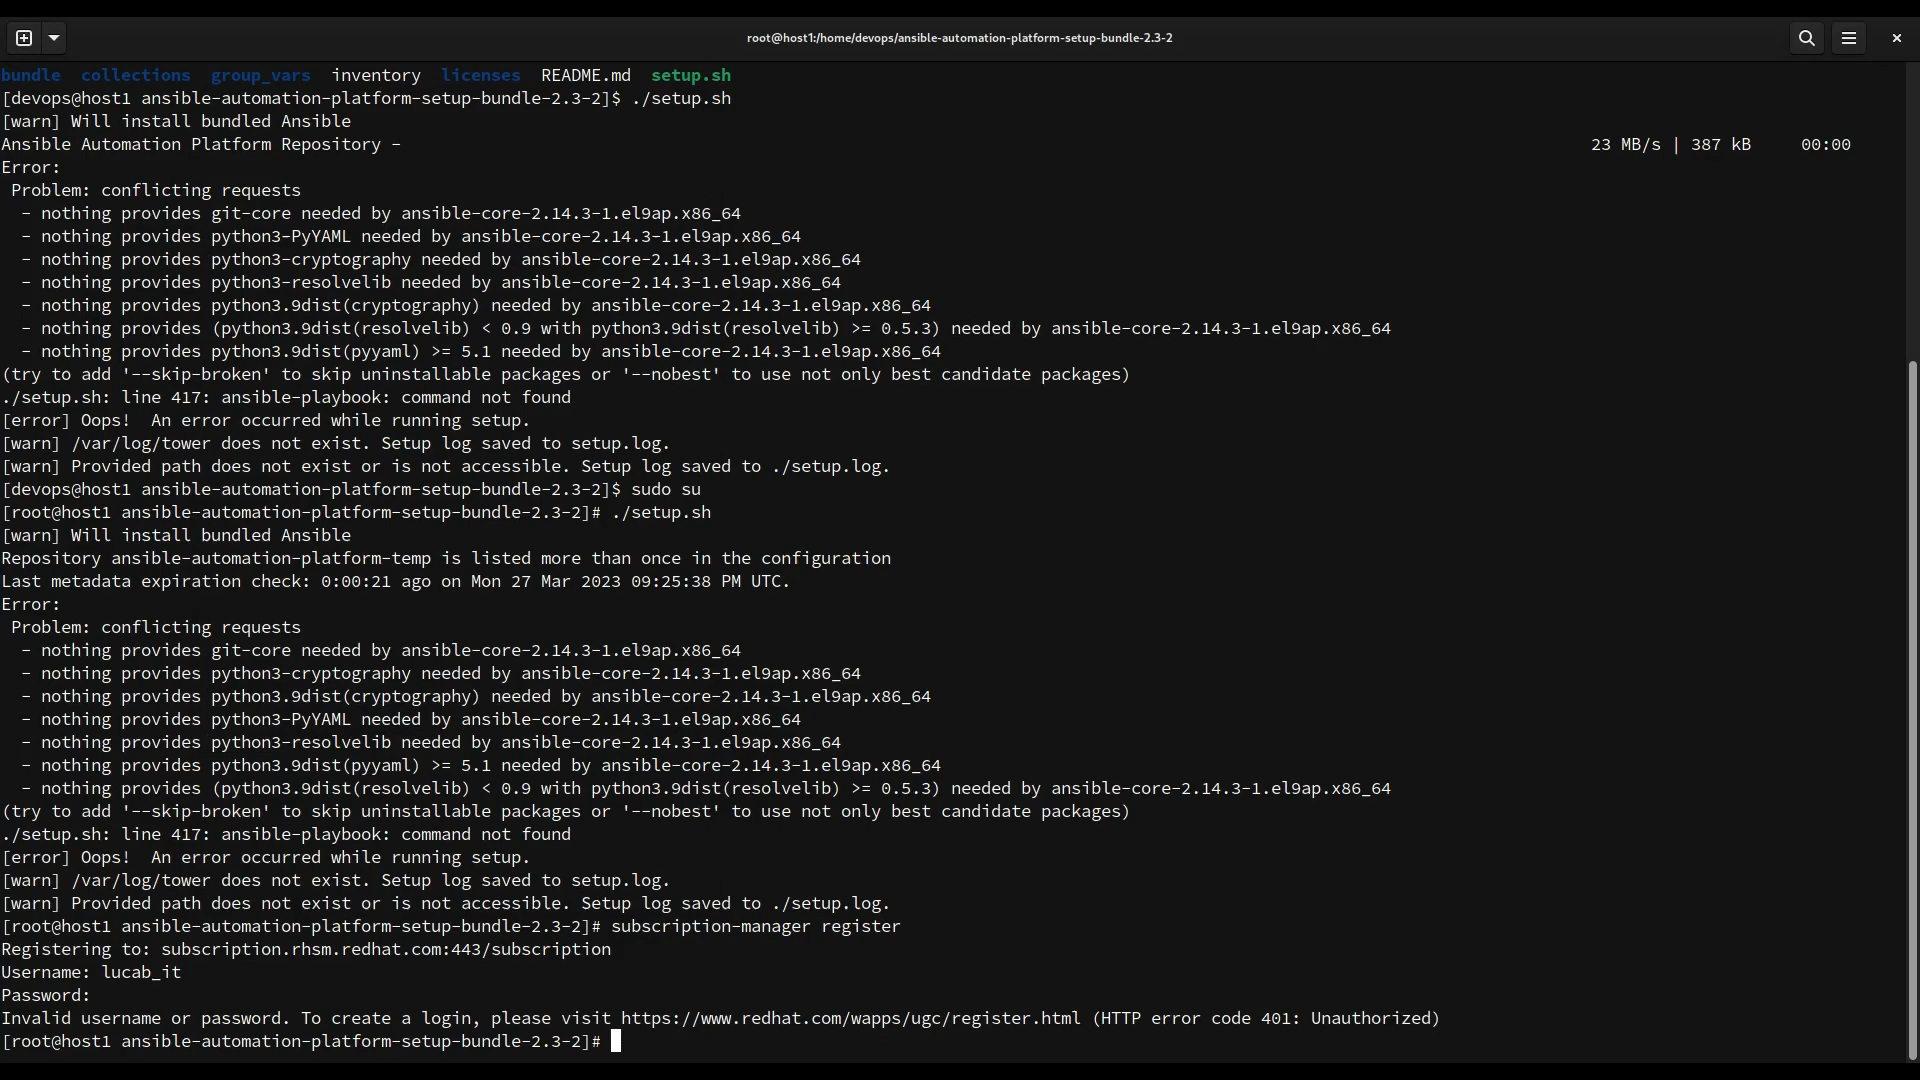 root@host1:/home/devops/ansible-automation-platform-setup-bundle-2.3-2
bundle  collections  group_vars  inventory  licenses  README.md  setup.sh
[devops@host1 ansible-automation-platform-setup-bundle-2.3-2]$ ./setup.sh
[warn] Will install bundled Ansible
Ansible Automation Platform Repository -    23 MB/s | 387 kB     00:00
Error:
 Problem: conflicting requests
  - nothing provides git-core needed by ansible-core-2.14.3-1.el9ap.x86_64
  - nothing provides python3-PyYAML needed by ansible-core-2.14.3-1.el9ap.x86_64
  - nothing provides python3-cryptography needed by ansible-core-2.14.3-1.el9ap.x86_64
  - nothing provides python3-resolvelib needed by ansible-core-2.14.3-1.el9ap.x86_64
  - nothing provides python3.9dist(cryptography) needed by ansible-core-2.14.3-1.el9ap.x86_64
  - nothing provides (python3.9dist(resolvelib) < 0.9 with python3.9dist(resolvelib) >= 0.5.3) needed by ansible-core-2.14.3-1.el9ap.x86_64
  - nothing provides python3.9dist(pyyaml) >= 5.1 needed by ansible-core-2.14.3-1.el9ap.x86_64
(try to add '--skip-broken' to skip uninstallable packages or '--nobest' to use not only best candidate packages)
./setup.sh: line 417: ansible-playbook: command not found
[error] Oops!  An error occurred while running setup.
[warn] /var/log/tower does not exist. Setup log saved to setup.log.
[warn] Provided path does not exist or is not accessible. Setup log saved to ./setup.log.
[devops@host1 ansible-automation-platform-setup-bundle-2.3-2]$ sudo su
[root@host1 ansible-automation-platform-setup-bundle-2.3-2]# ./setup.sh
[warn] Will install bundled Ansible
Repository ansible-automation-platform-temp is listed more than once in the configuration
Last metadata expiration check: 0:00:21 ago on Mon 27 Mar 2023 09:25:38 PM UTC.
Error:
 Problem: conflicting requests
  - nothing provides git-core needed by ansible-core-2.14.3-1.el9ap.x86_64
  - nothing provides python3-cryptography needed by ansible-core-2.14.3-1.el9ap.x86_64
  - nothing provides python3.9dist(cryptography) needed by ansible-core-2.14.3-1.el9ap.x86_64
  - nothing provides python3-PyYAML needed by ansible-core-2.14.3-1.el9ap.x86_64
  - nothing provides python3-resolvelib needed by ansible-core-2.14.3-1.el9ap.x86_64
  - nothing provides python3.9dist(pyyaml) >= 5.1 needed by ansible-core-2.14.3-1.el9ap.x86_64
  - nothing provides (python3.9dist(resolvelib) < 0.9 with python3.9dist(resolvelib) >= 0.5.3) needed by ansible-core-2.14.3-1.el9ap.x86_64
(try to add '--skip-broken' to skip uninstallable packages or '--nobest' to use not only best candidate packages)
./setup.sh: line 417: ansible-playbook: command not found
[error] Oops!  An error occurred while running setup.
[warn] /var/log/tower does not exist. Setup log saved to setup.log.
[warn] Provided path does not exist or is not accessible. Setup log saved to ./setup.log.
[root@host1 ansible-automation-platform-setup-bundle-2.3-2]# subscription-manager register
Registering to: subscription.rhsm.redhat.com:443/subscription
Username: lucab_it
Password:
Invalid username or password. To create a login, please visit https://www.redhat.com/wapps/ugc/register.html (HTTP error code 401: Unauthorized)
[root@host1 ansible-automation-platform-setup-bundle-2.3-2]#